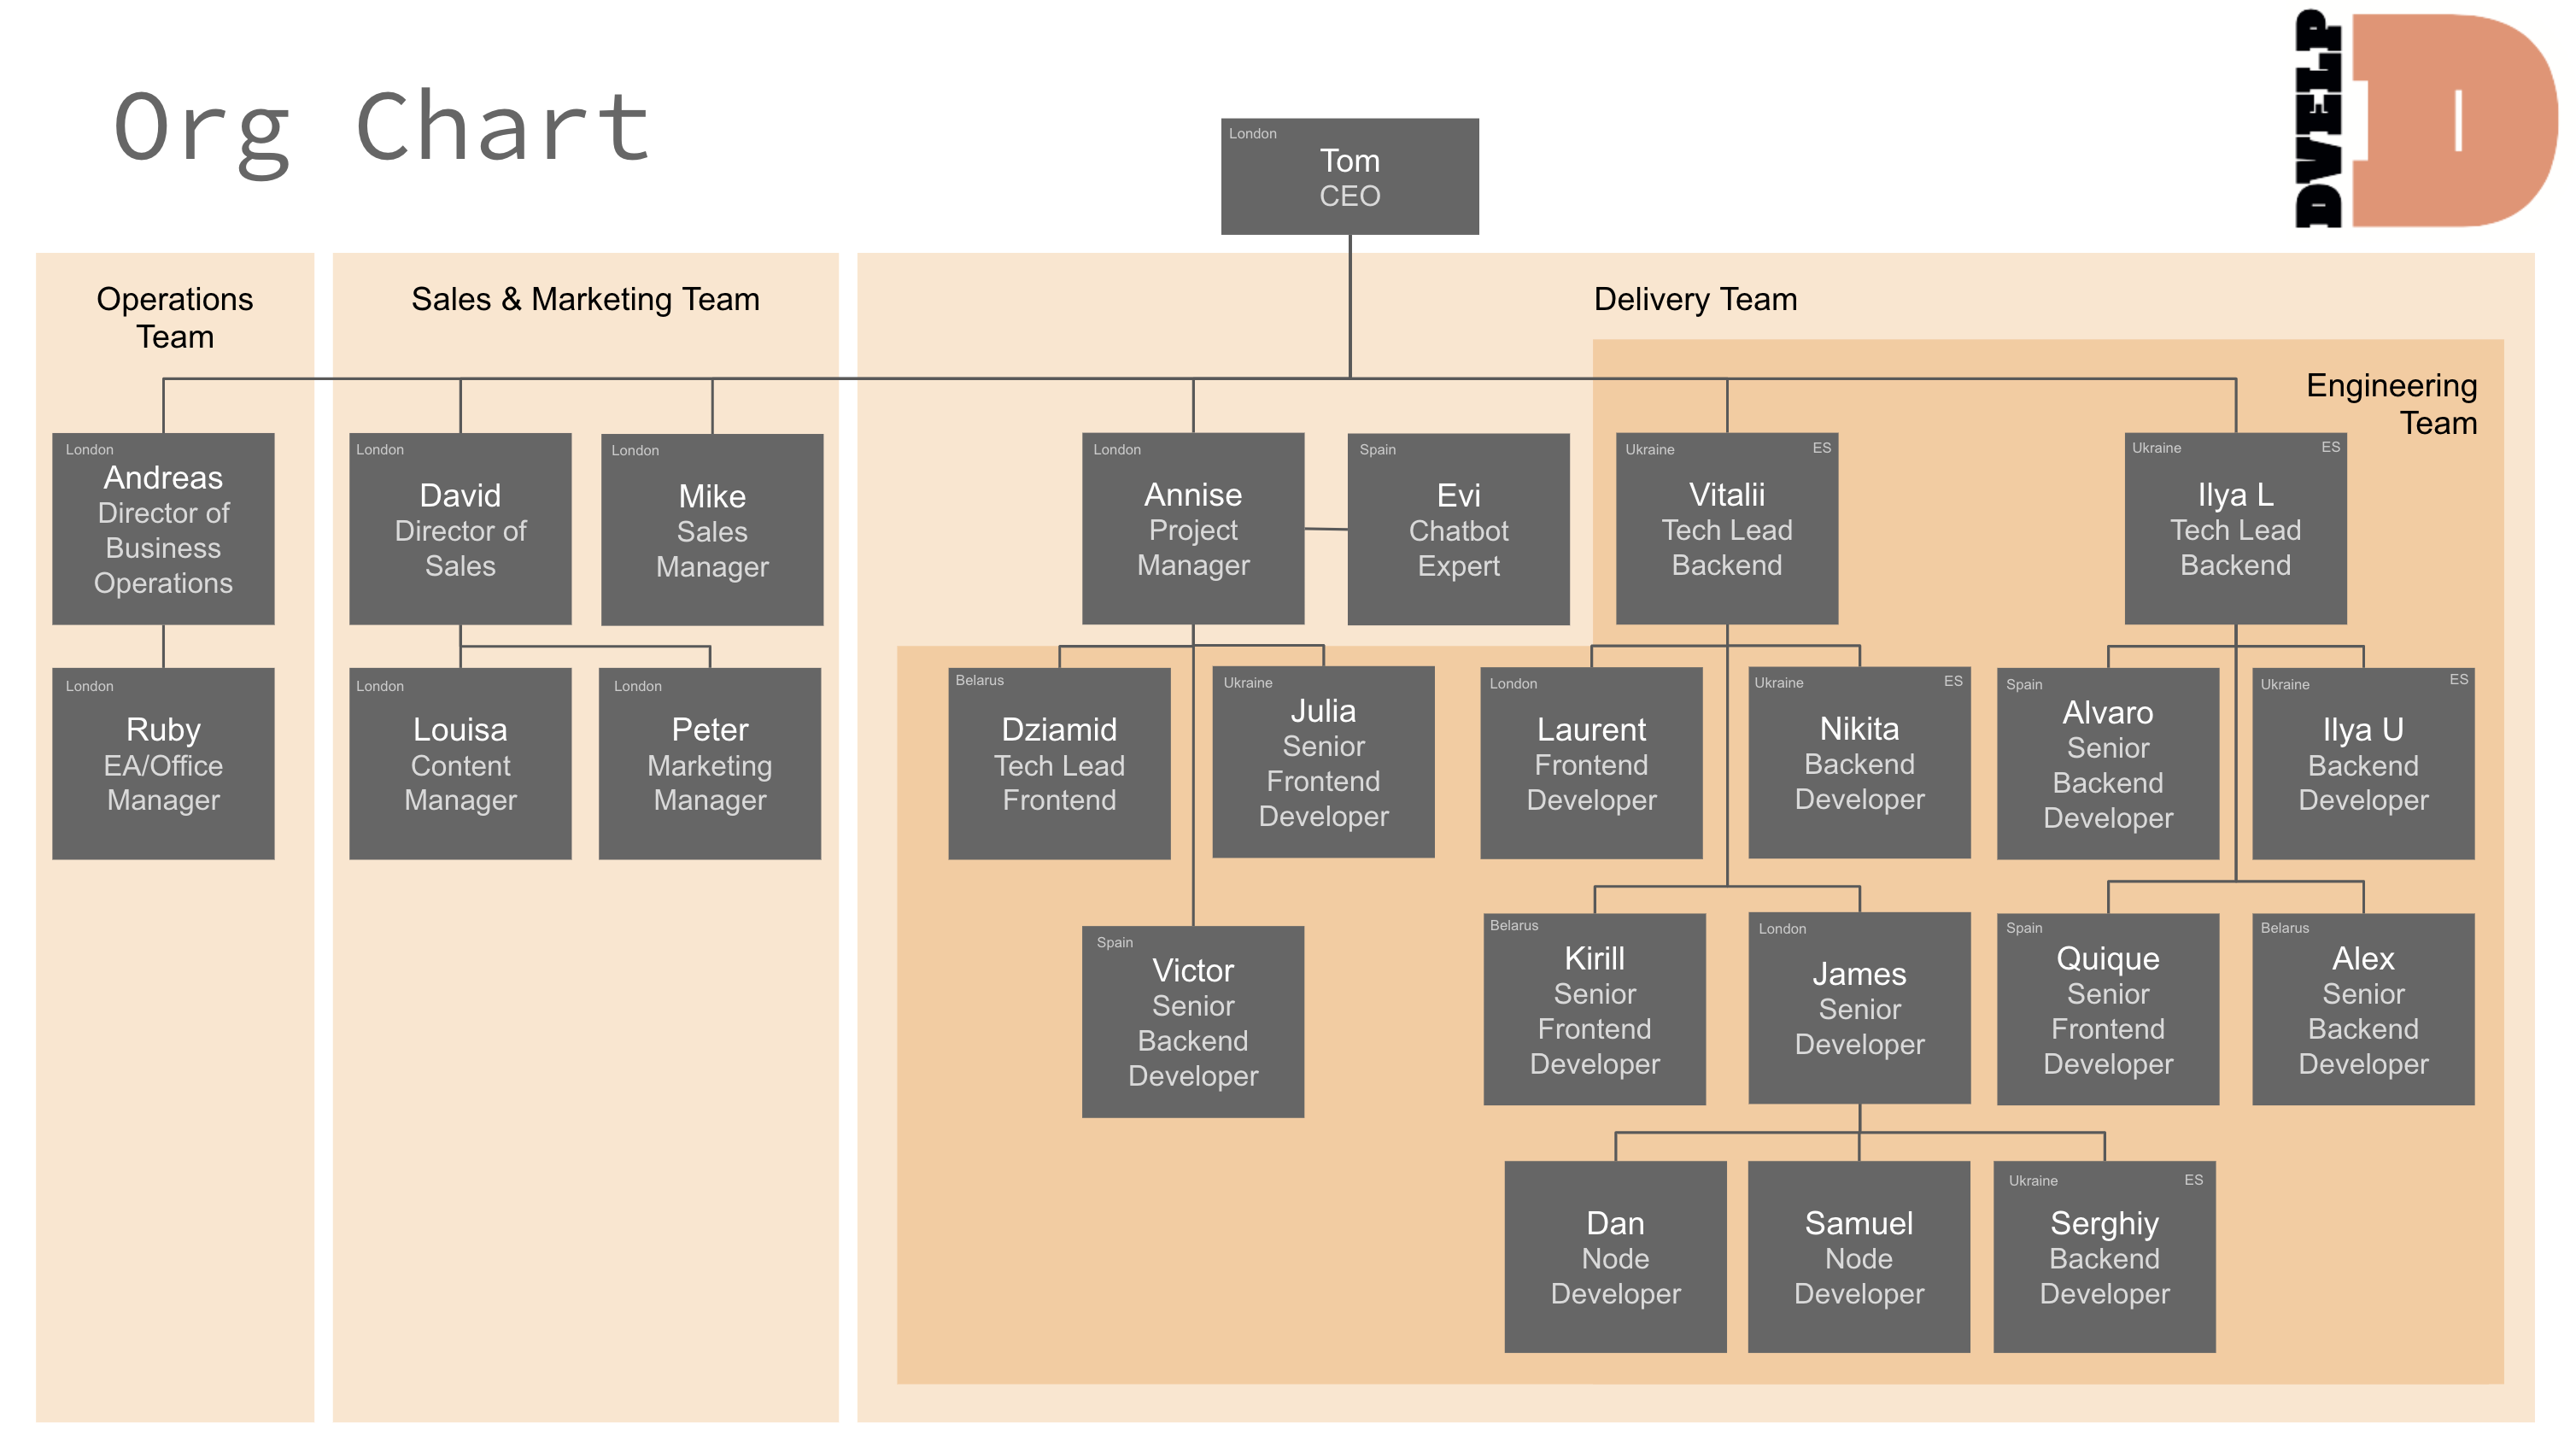 Org Chart
DVELP
London
Tom
CEO
Operations
Team
Sales & Marketing Team
Delivery Team
Engineering
Team
London
Andreas
Director of
Business
Operations
London
David
Director of
Sales
London
Mike
Sales
Manager
London
Annise
Project
Manager
Spain
Evi
Chatbot
Expert
Ukraine ES
Vitalii
Tech Lead
Backend
Ukraine ES
Ilya L
Tech Lead
Backend
London
Ruby
EA/Office
Manager
London
Louisa
Content
Manager
London
Peter
Marketing
Manager
Belarus
Dziamid
Tech Lead
Frontend
Ukraine
Julia
Senior
Frontend
Developer
London
Laurent
Frontend
Developer
Ukraine ES
Nikita
Backend
Developer
Spain
Alvaro
Senior
Backend
Developer
Ukraine ES
Ilya U
Backend
Developer
Spain
Victor
Senior
Backend
Developer
Belarus
Kirill
Senior
Frontend
Developer
London
James
Senior
Developer
Spain
Quique
Senior
Frontend
Developer
Belarus
Alex
Senior
Backend
Developer
Dan
Node
Developer
Samuel
Node
Developer
Ukraine ES
Serghiy
Backend
Developer